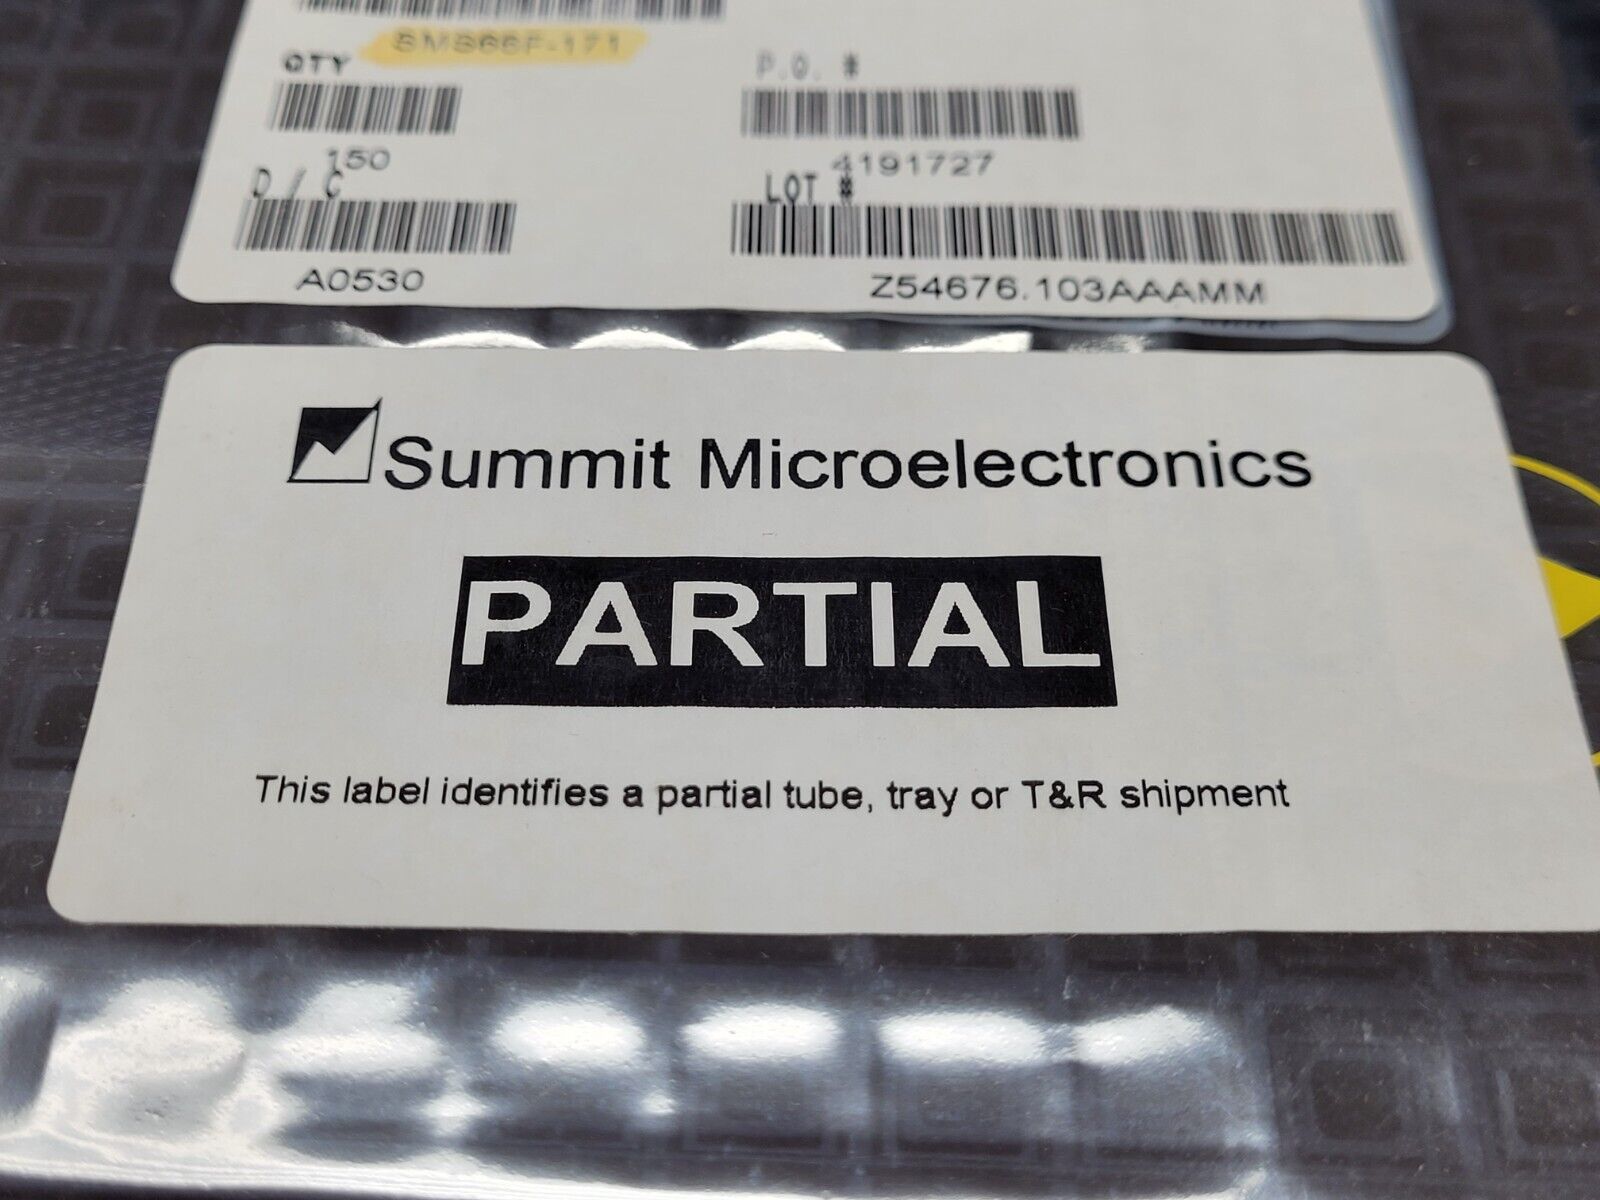 SMS66F-171
QTY
P.O. #
150
4191727
D / C
LOT #
A0530
Z54676.103AAAMM
Summit Microelectronics
PARTIAL
This label identifies a partial tube, tray or T&R shipment